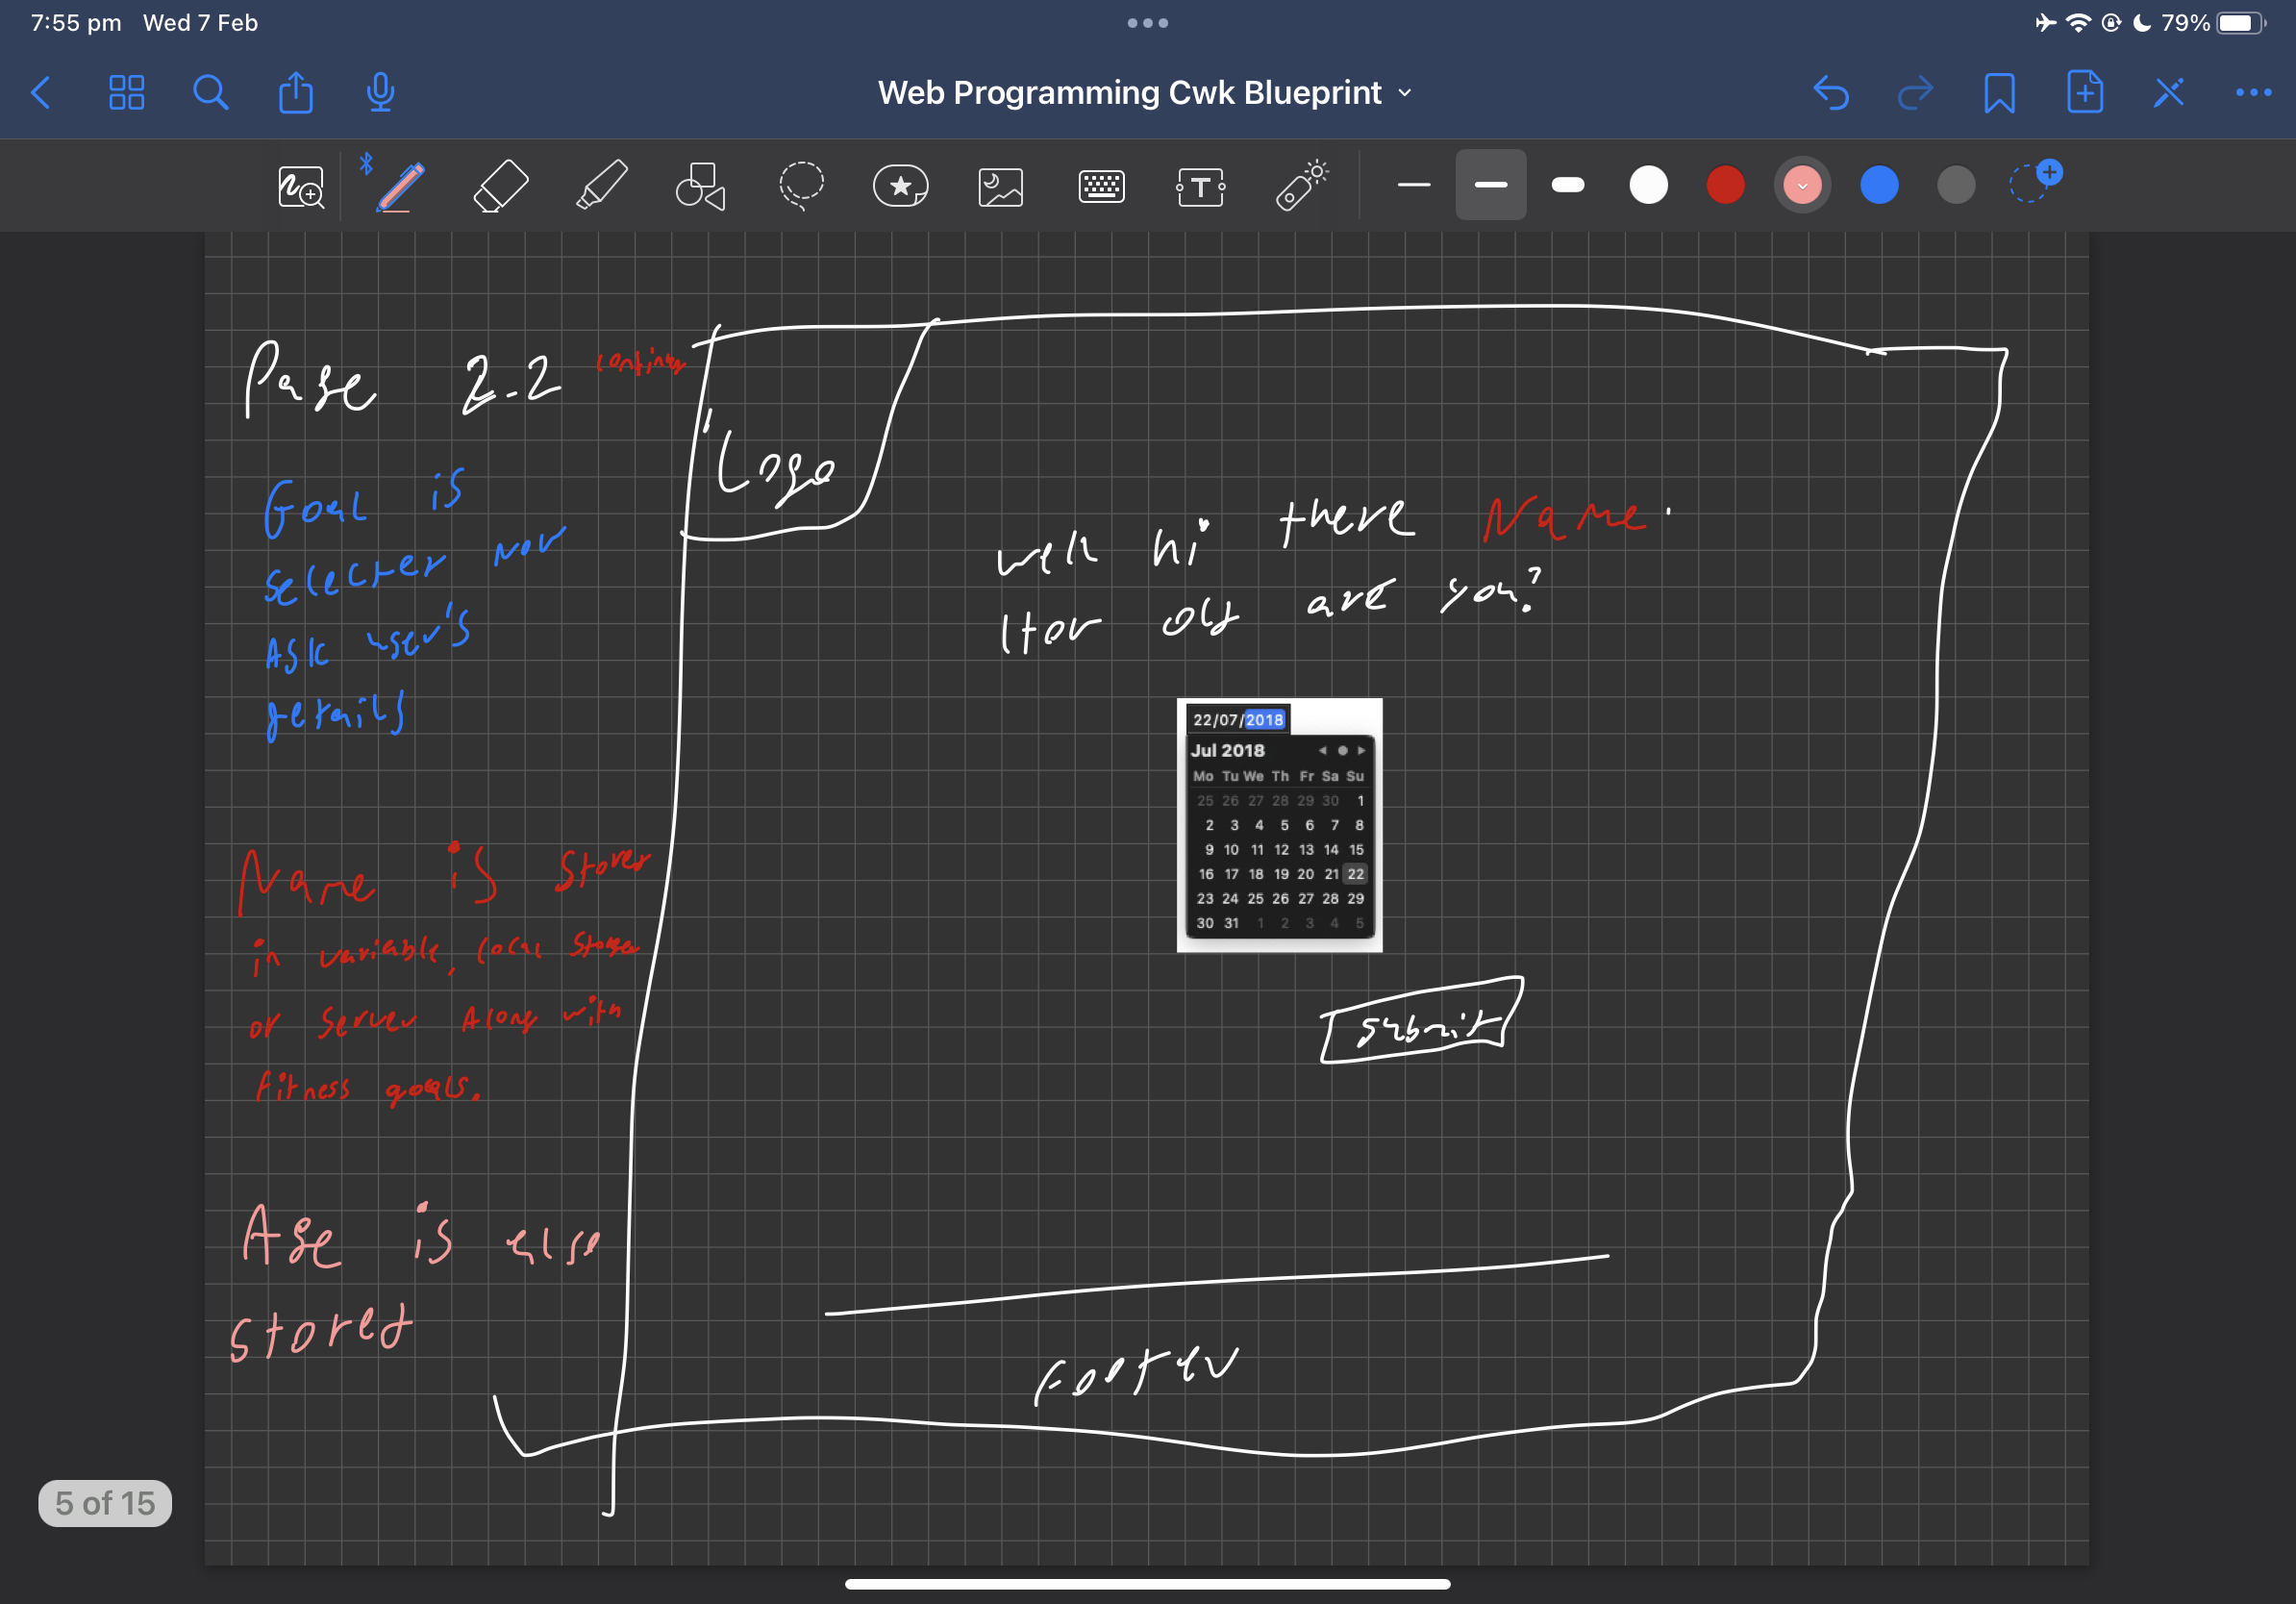 7:55 pm Wed 7 Feb
79%
Web Programming Cwk Blueprint
T
Page 2.2 continue
Logo
Goal is
selected now
Ask user's
details
well hi there Name.
How old are you?
22/07/2018
Jul 2018
Mo Tu We Th Fr Sa Su
25 26 27 28 29 30 1
2 3 4 5 6 7 8
9 10 11 12 13 14 15
16 17 18 19 20 21 22
23 24 25 26 27 28 29
30 31 1 2 3 4 5
submit
Name is stored
in variable, local storage
or server Along with
fitness goals.
Age is also
stored
Footer
5 of 15